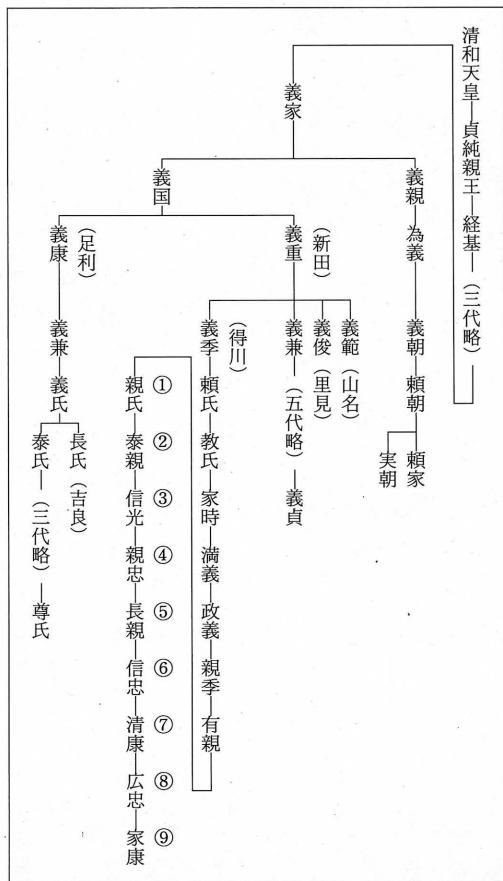 清和天皇―貞純親王―経基―(三代略)
義家
義親―為義―義朝―頼朝
頼家
実朝
義国
(新田)
義重
義範(山名)
義俊(里見)
義兼―(五代略)―義貞
(得川)
義季―頼氏―教氏―家時―満義―政義―親季―有親
① ② ③ ④ ⑤ ⑥ ⑦ ⑧ ⑨
親氏―泰親―信光―親忠―長親―信忠―清康―広忠―家康
(足利)
義康―義兼―義氏
長氏(吉良)
泰氏―(三代略)―尊氏